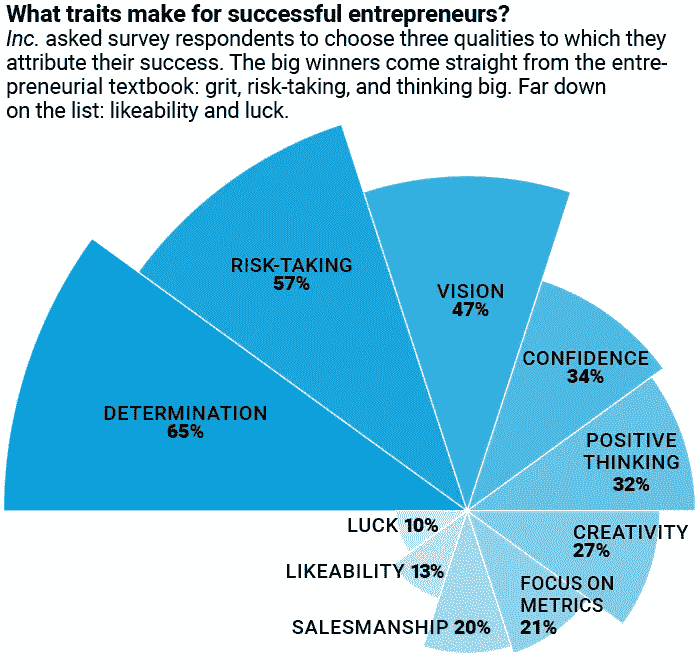 What traits make for successful entrepreneurs?
Inc. asked survey respondents to choose three qualities to which they
attribute their success. The big winners come straight from the entre-
preneurial textbook: grit, risk-taking, and thinking big. Far down
on the list: likeability and luck.
RISK-TAKING
57%
VISION
47%
CONFIDENCE
34%
DETERMINATION
65%
POSITIVE
THINKING
32%
LUCK 10%
CREATIVITY
27%
LIKEABILITY 13%
FOCUS ON
METRICS
21%
SALESMANSHIP 20%